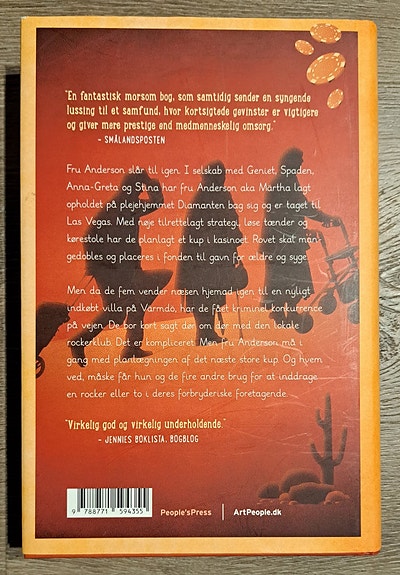 "En fantastisk morsom bog, som samtidig sender en syngende
lussing til et samfund, hvor kortsigtede gevinster er vigtigere
og giver mere prestige end medmenneskelig omsorg."
– SMÅLANDSPOSTEN
Fru Anderson slår til igen. I selskab med Geniet, Spaden,
Anna-Greta og Stina har fru Anderson aka Märtha lagt
opholdet på plejehjemmet Diamanten bag sig og er taget til
Las Vegas. Med nøje tilrettelagt strategi, løse tænder og
kørestole har de planlagt et kup i kasinoet. Rovet skal man-
gedobles og placeres i fonden til gavn for ældre og syge.
Men da de fem vender næsen hjemad igen til en nyligt
indkøbt villa på Värmdö, har de fået kriminel konkurrence
på vejen. De bor kort sagt dør om dør med den lokale
rockerklub. Det er kompliceret. Men fru Anderson må i
gang med planlægningen af det næste store kup. Og hvem
ved, måske får hun og de fire andre brug for at inddrage
en rocker eller to i deres forbryderiske foretagende.
"Virkelig god og virkelig underholdende."
– JENNIES BOKLISTA, BOGBLOG
9 788771 594355
People'sPress | ArtPeople.dk